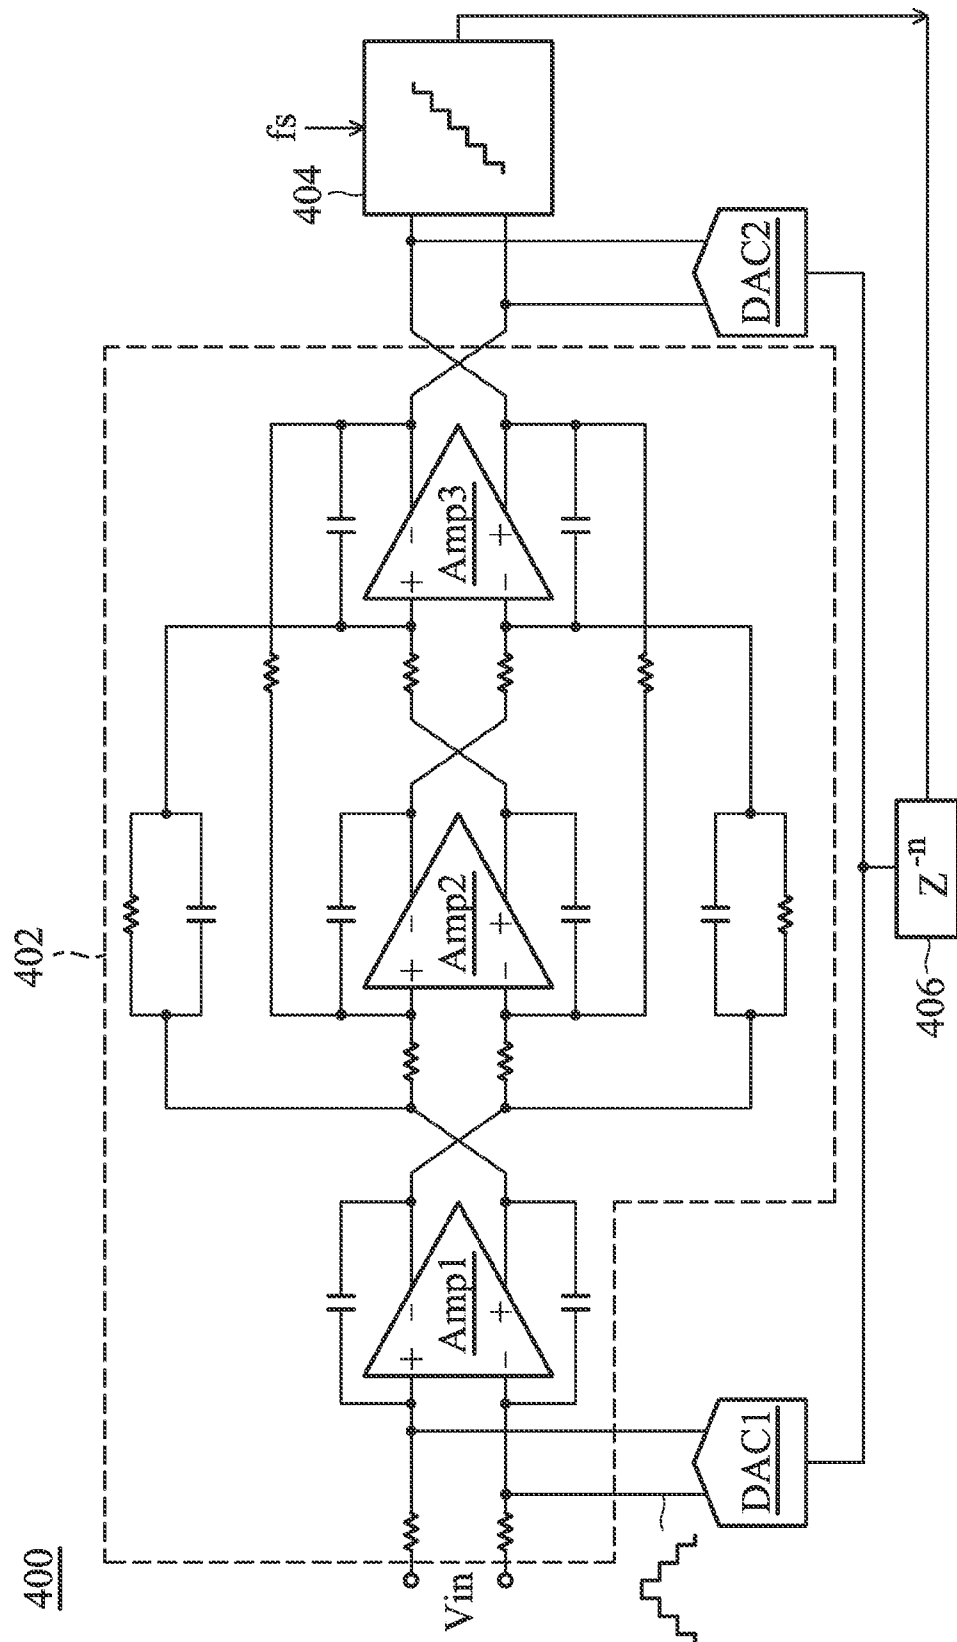 400
402
Vin
Amp1
+
-
-
+
Amp2
+
-
-
+
Amp3
+
-
-
+
404
fs
DAC1
DAC2
406
Z⁻ⁿ